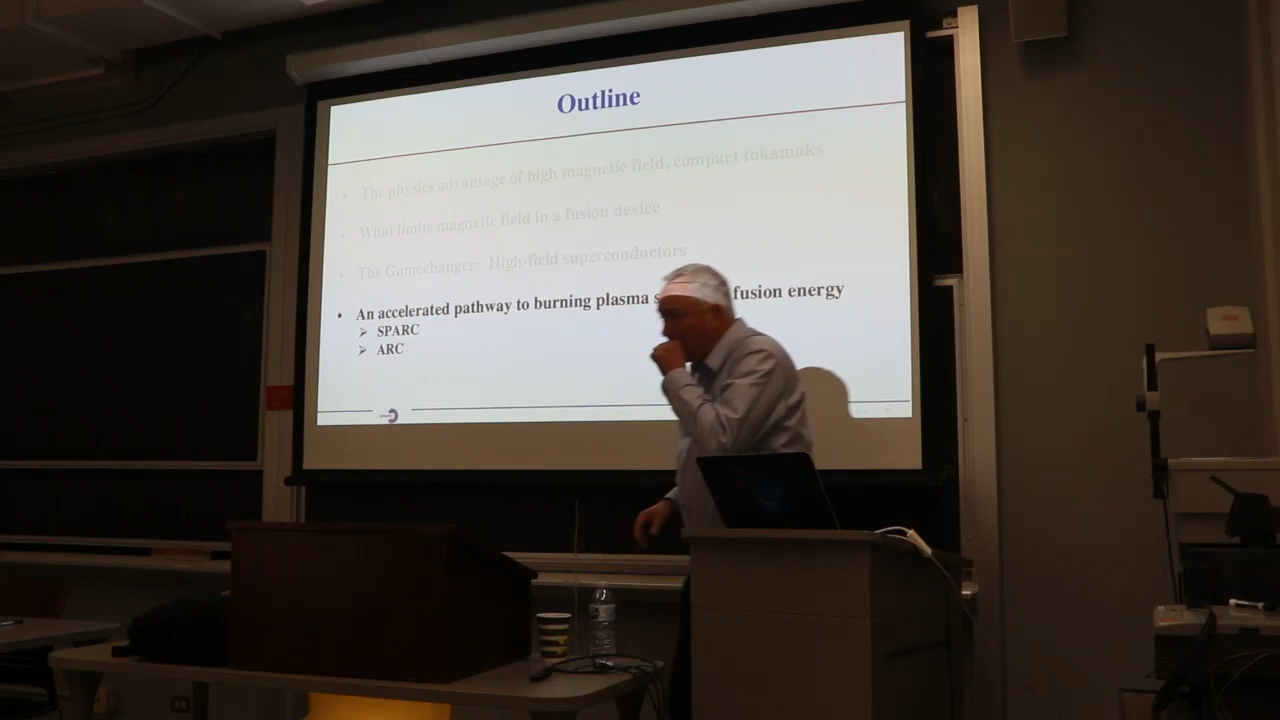 Outline
• The physics advantage of high magnetic field, compact tokamaks
• What limits magnetic field in a fusion device
• The Gamechanger: High-field superconductors
• An accelerated pathway to burning plasma fusion energy
➢ SPARC
➢ ARC